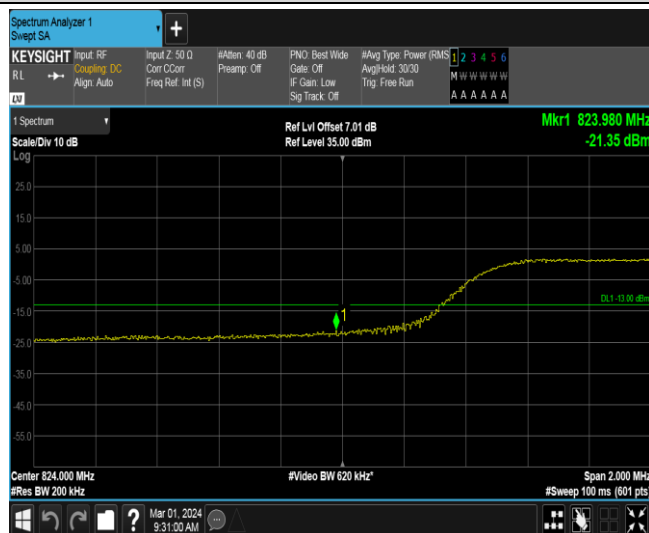 Spectrum Analyzer 1
Swept SA
+
KEYSIGHT
RL
LXI
Input: RF
Coupling: DC
Align: Auto
Input Z: 50 Ω
Corr CCorr
Freq Ref: Int (S)
#Atten: 40 dB
Preamp: Off
PNO: Best Wide
Gate: Off
IF Gain: Low
Sig Track: Off
#Avg Type: Power (RMS
Avg|Hold: 30/30
Trig: Free Run
1 2 3 4 5 6
M W W W W W
A A A A A A
1 Spectrum
Scale/Div 10 dB
Log
Ref Lvl Offset 7.01 dB
Ref Level 35.00 dBm
Mkr1 823.980 MHz
-21.35 dBm
25.0
15.0
5.00
-5.00
DL1 -13.00 dBm
-15.0
1
-25.0
-35.0
-45.0
-55.0
Center 824.000 MHz
#Res BW 200 kHz
#Video BW 620 kHz*
Span 2.000 MHz
#Sweep 100 ms (601 pts)
?
Mar 01, 2024
9:31:00 AM